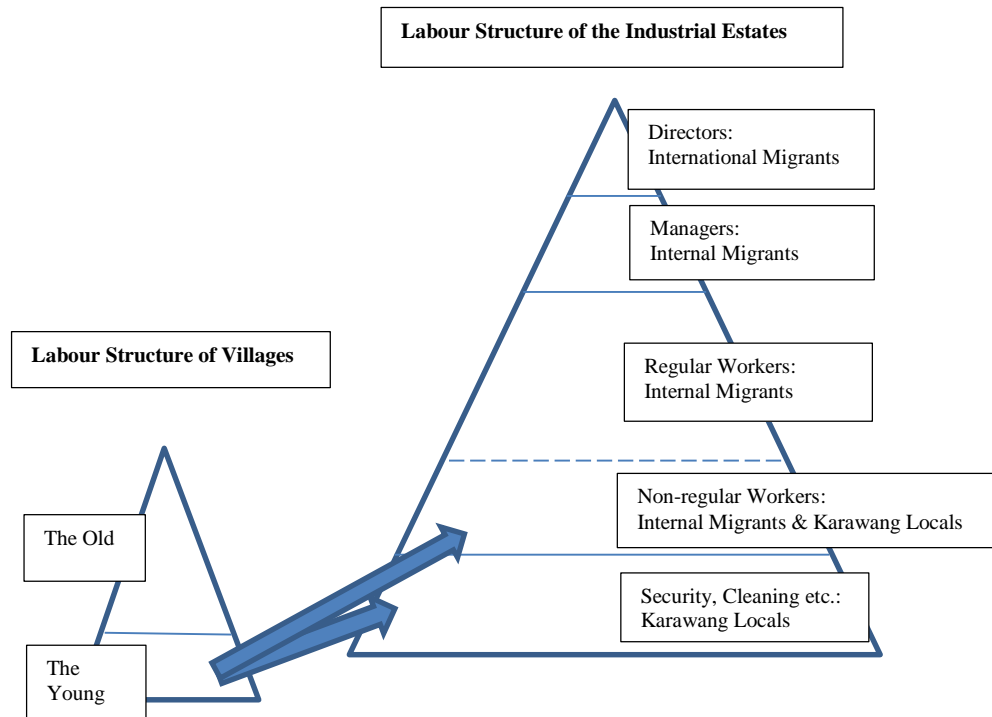 Labour Structure of the Industrial Estates
Directors:
International Migrants
Managers:
Internal Migrants
Labour Structure of Villages
Regular Workers:
Internal Migrants
Non-regular Workers:
Internal Migrants & Karawang Locals
The Old
Security, Cleaning etc.:
Karawang Locals
The
Young